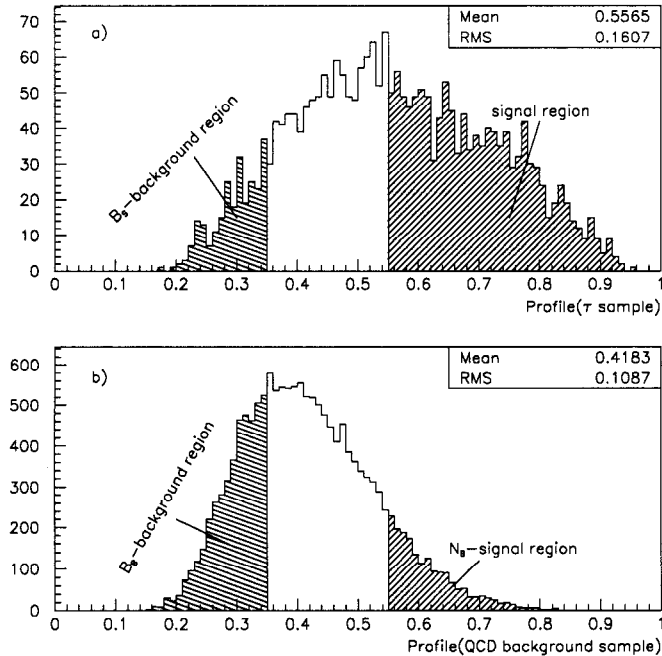 a)
Mean 0.5565
RMS 0.1607
70
60
50
40
30
20
10
0
Bs-background region
signal region
0 0.1 0.2 0.3 0.4 0.5 0.6 0.7 0.8 0.9 1
Profile(τ sample)
b)
Mean 0.4183
RMS 0.1087
600
500
400
300
200
100
0
Bs-background region
Ns-signal region
0 0.1 0.2 0.3 0.4 0.5 0.6 0.7 0.8 0.9 1
Profile(QCD background sample)